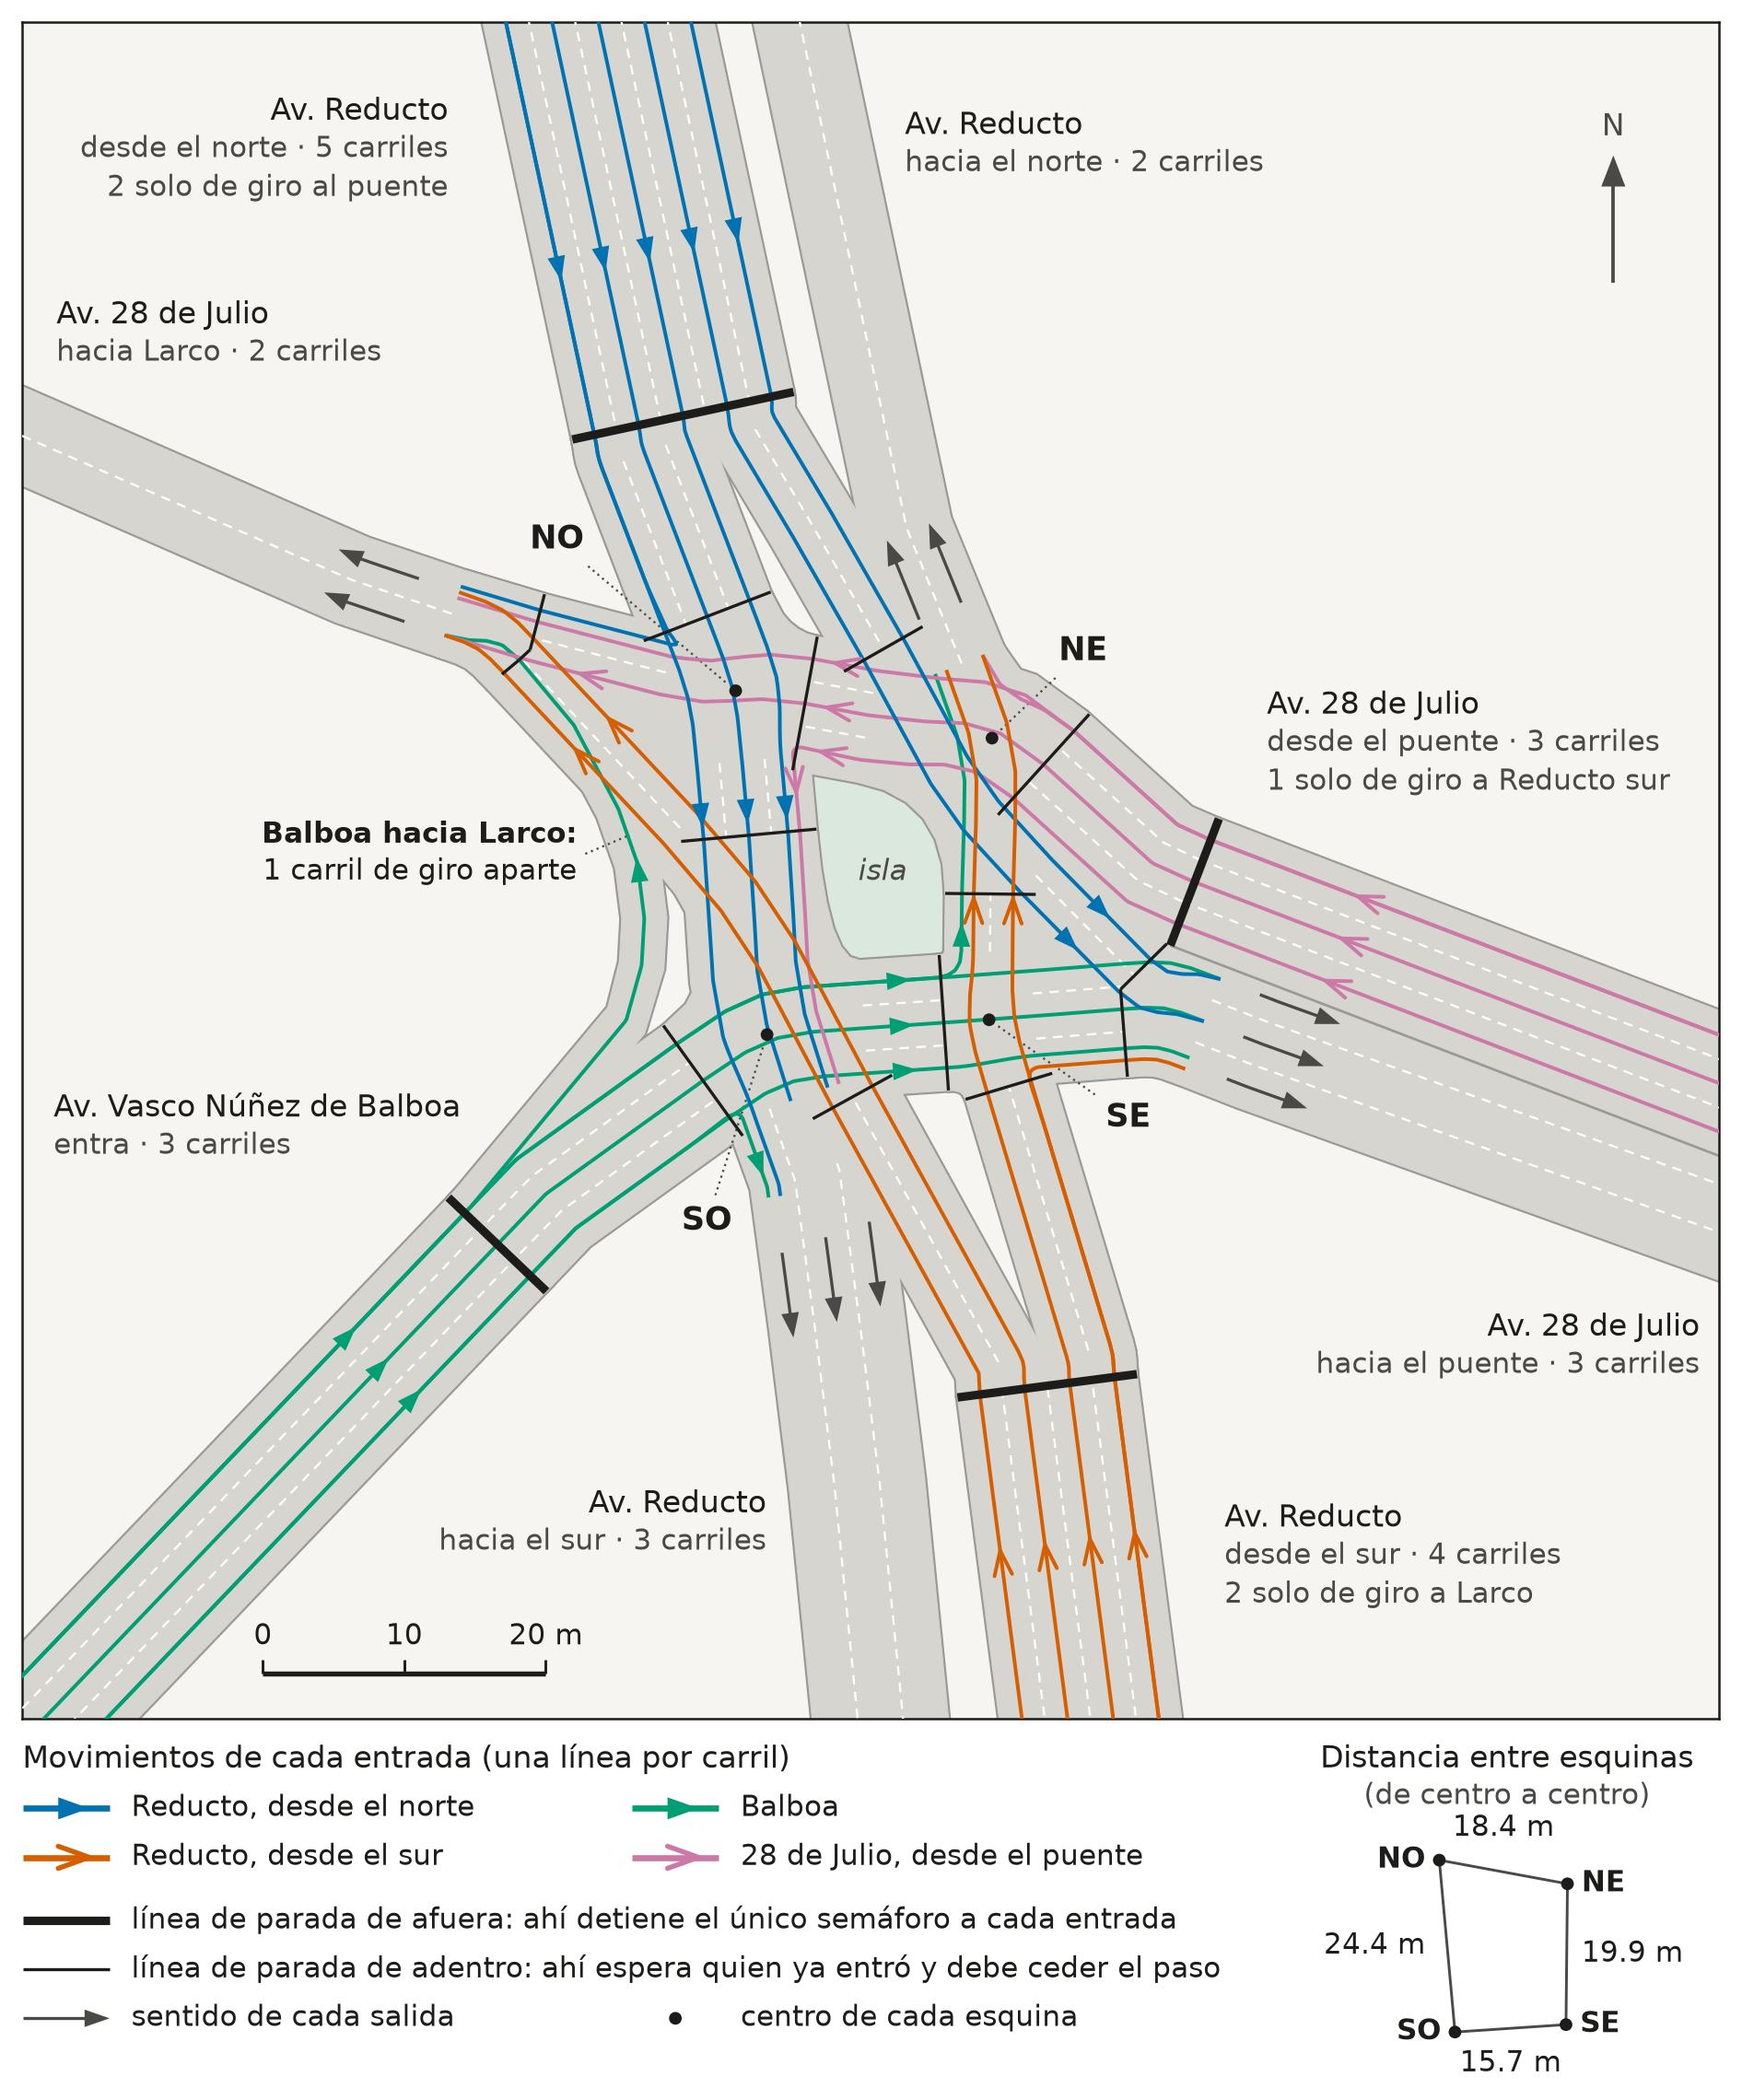 Av. Reducto
desde el norte · 5 carriles
2 solo de giro al puente
Av. Reducto
hacia el norte · 2 carriles
N
Av. 28 de Julio
hacia Larco · 2 carriles
NO
NE
Av. 28 de Julio
desde el puente · 3 carriles
1 solo de giro a Reducto sur
Balboa hacia Larco:
1 carril de giro aparte
isla
Av. Vasco Núñez de Balboa
entra · 3 carriles
SE
SO
Av. 28 de Julio
hacia el puente · 3 carriles
Av. Reducto
hacia el sur · 3 carriles
Av. Reducto
desde el sur · 4 carriles
2 solo de giro a Larco
0 10 20 m
Movimientos de cada entrada (una línea por carril)
Reducto, desde el norte
Balboa
Reducto, desde el sur
28 de Julio, desde el puente
línea de parada de afuera: ahí detiene el único semáforo a cada entrada
línea de parada de adentro: ahí espera quien ya entró y debe ceder el paso
sentido de cada salida
centro de cada esquina
Distancia entre esquinas
(de centro a centro)
18.4 m
NO
NE
24.4 m
19.9 m
SO
SE
15.7 m